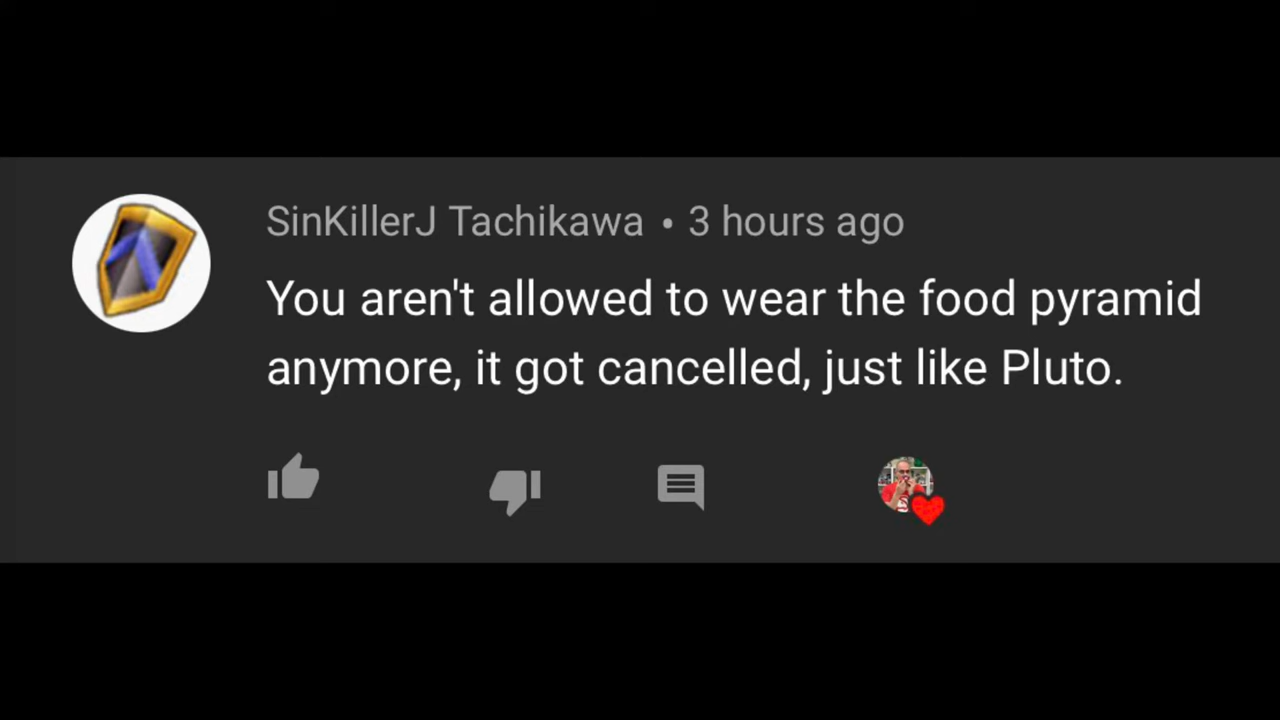 SinKillerJ Tachikawa • 3 hours ago
You aren't allowed to wear the food pyramid
anymore, it got cancelled, just like Pluto.